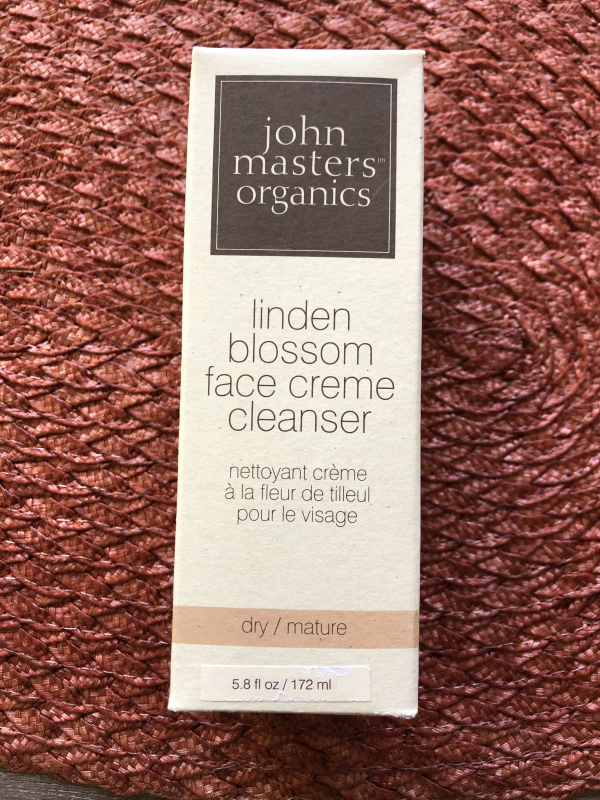 john
masters™
organics
linden
blossom
face creme
cleanser
nettoyant crème
à la fleur de tilleul
pour le visage
dry / mature
5.8 fl oz / 172 ml